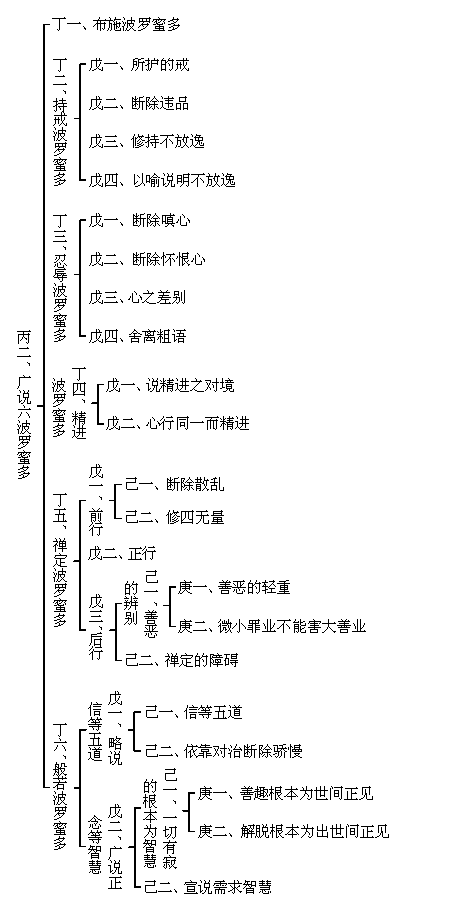 丙二、广说六波罗蜜多
丁一、布施波罗蜜多
丁二、持戒波罗蜜多
戊一、所护的戒
戊二、断除违品
戊三、修持不放逸
戊四、以喻说明不放逸
丁三、忍辱波罗蜜多
戊一、断除嗔心
戊二、断除怀恨心
戊三、心之差别
戊四、舍离粗语
丁四、精进
波罗蜜多
戊一、说精进之对境
戊二、心行同一而精进
丁五、禅定波罗蜜多
戊一、前行
己一、断除散乱
己二、修四无量
戊二、正行
戊三、后行
己一、善恶
的辨别
庚一、善恶的轻重
庚二、微小罪业不能害大善业
己二、禅定的障碍
丁六、般若波罗蜜多
戊一、略说
信等五道
己一、信等五道
己二、依靠对治断除骄慢
戊二、广说正
念等智慧
己一、一切有寂
的根本为智慧
庚一、善趣根本为世间正见
庚二、解脱根本为出世间正见
己二、宣说需求智慧